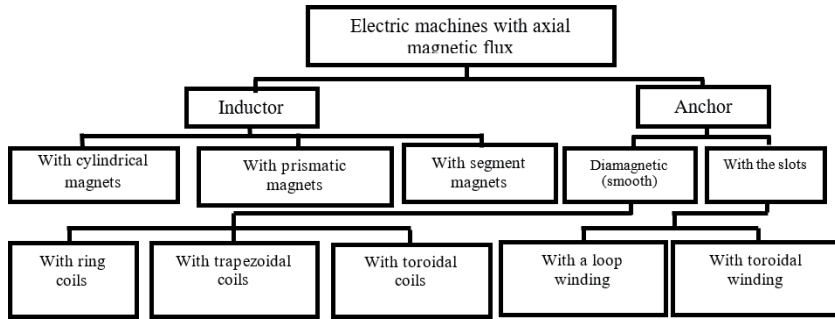 Electric machines with axial
magnetic flux
Inductor
Anchor
With cylindrical
magnets
With prismatic
magnets
With segment
magnets
Diamagnetic
(smooth)
With the slots
With ring
coils
With trapezoidal
coils
With toroidal
coils
With a loop
winding
With toroidal
winding